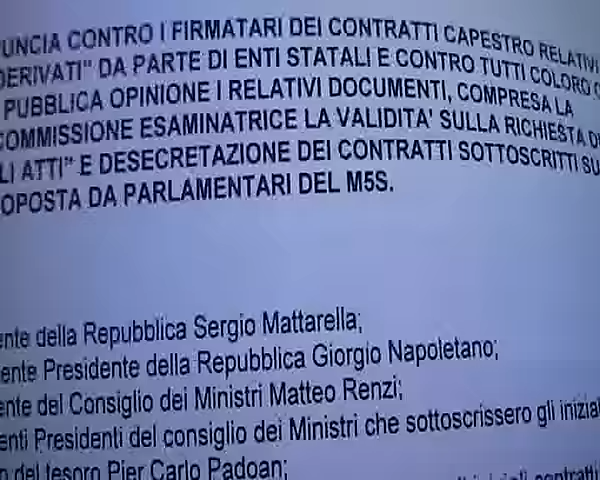 UNCIA CONTRO I FIRMATARI DEI CONTRATTI CAPESTRO RELATIVI
DERIVATI" DA PARTE DI ENTI STATALI E CONTRO TUTTI COLORO
PUBBLICA OPINIONE I RELATIVI DOCUMENTI, COMPRESA LA
COMMISSIONE ESAMINATRICE LA VALIDITA' SULLA RICHIESTA
LI ATTI" E DESECRETAZIONE DEI CONTRATTI SOTTOSCRITTI SU
OPOSTA DA PARLAMENTARI DEL M5S.
ente della Repubblica Sergio Mattarella;
ente Presidente della Repubblica Giorgio Napoletano;
ente del Consiglio dei Ministri Matteo Renzi;
enti Presidenti del consiglio dei Ministri che sottoscrissero gli inizial
del tesoro Pier Carlo Padoan;